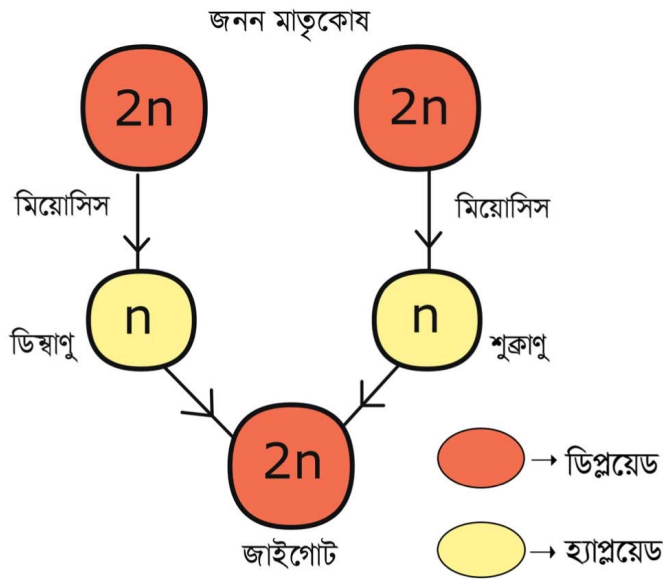 জনন মাতৃকোষ
2n 2n
মিয়োসিস মিয়োসিস
n n
ডিম্বাণু শুক্রাণু
2n
জাইগোট
→ ডিপ্লয়েড
→ হ্যাপ্লয়েড